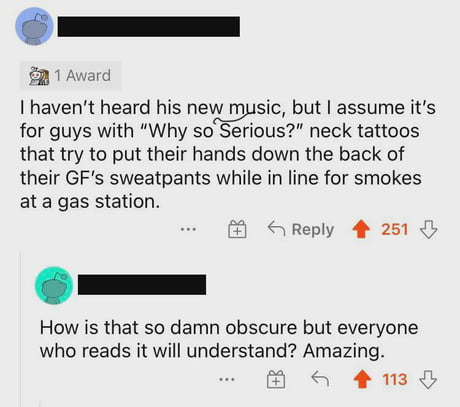 1 Award
I haven't heard his new music, but I assume it's
for guys with “Why so Serious?” neck tattoos
that try to put their hands down the back of
their GF's sweatpants while in line for smokes
at a gas station.
... Reply 251
How is that so damn obscure but everyone
who reads it will understand? Amazing.
... 113